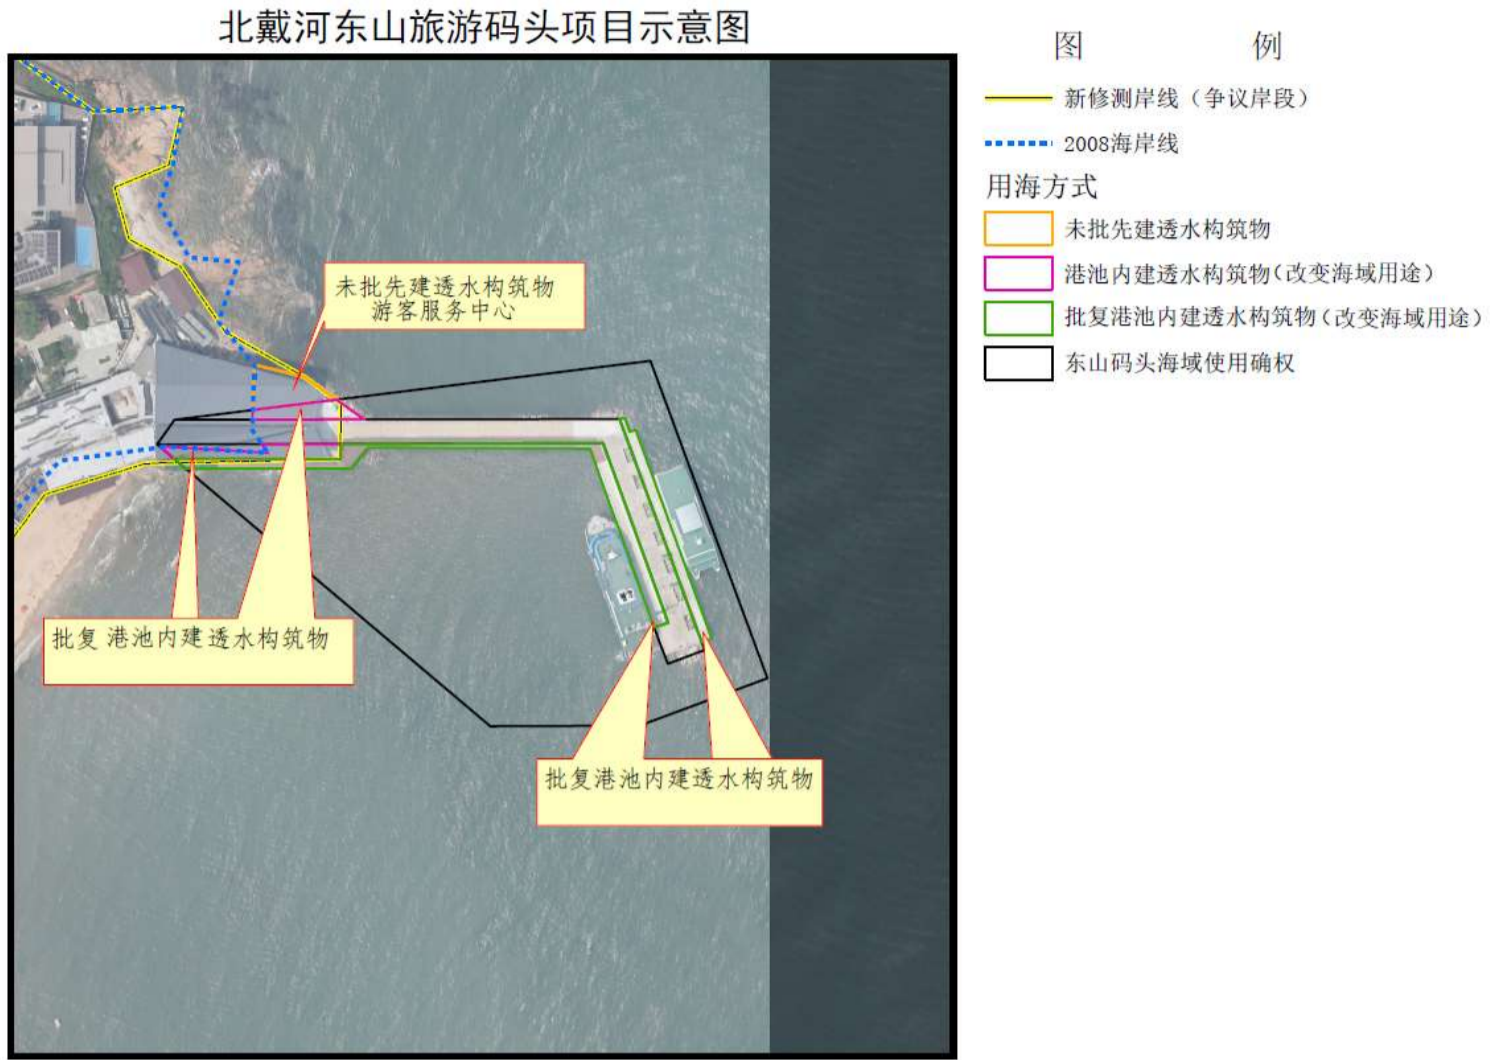 北戴河东山旅游码头项目示意图
图 例
新修测岸线（争议岸段）
2008海岸线
用海方式
未批先建透水构筑物
港池内建透水构筑物（改变海域用途）
批复港池内建透水构筑物（改变海域用途）
东山码头海域使用确权
未批先建透水构筑物
游客服务中心
批复 港池内建透水构筑物
批复港池内建透水构筑物